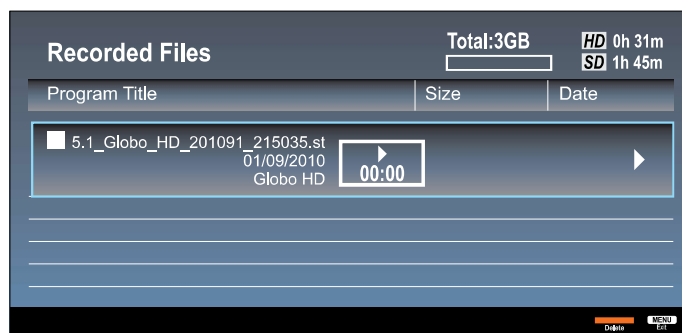 Recorded Files
Total:3GB
HD 0h 31m
SD 1h 45m
Program Title Size Date
5.1_Globo_HD_201091_215035.st
01/09/2010
Globo HD
00:00
Delete
MENU
Exit